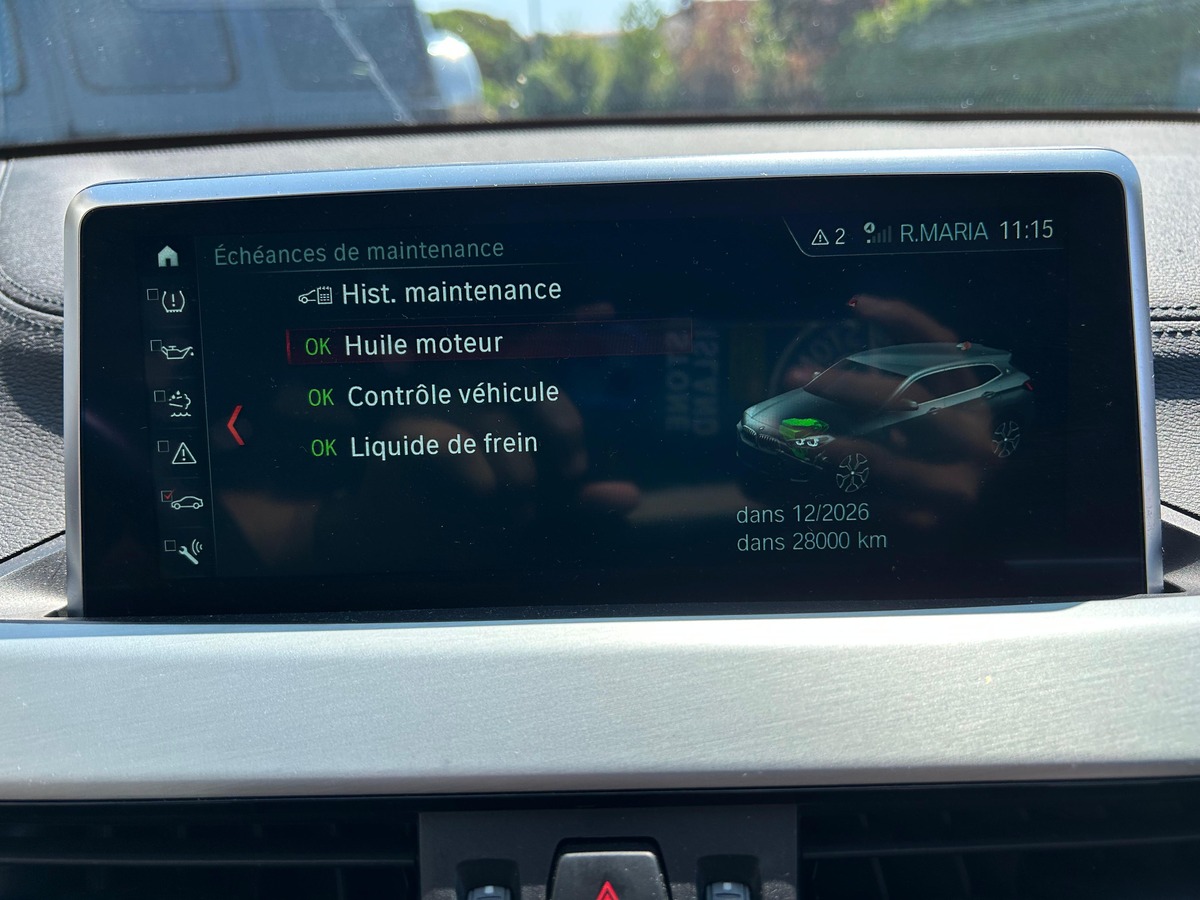 Échéances de maintenance
2 R.MARIA 11:15
Hist. maintenance
OK Huile moteur
OK Contrôle véhicule
OK Liquide de frein
dans 12/2026
dans 28000 km